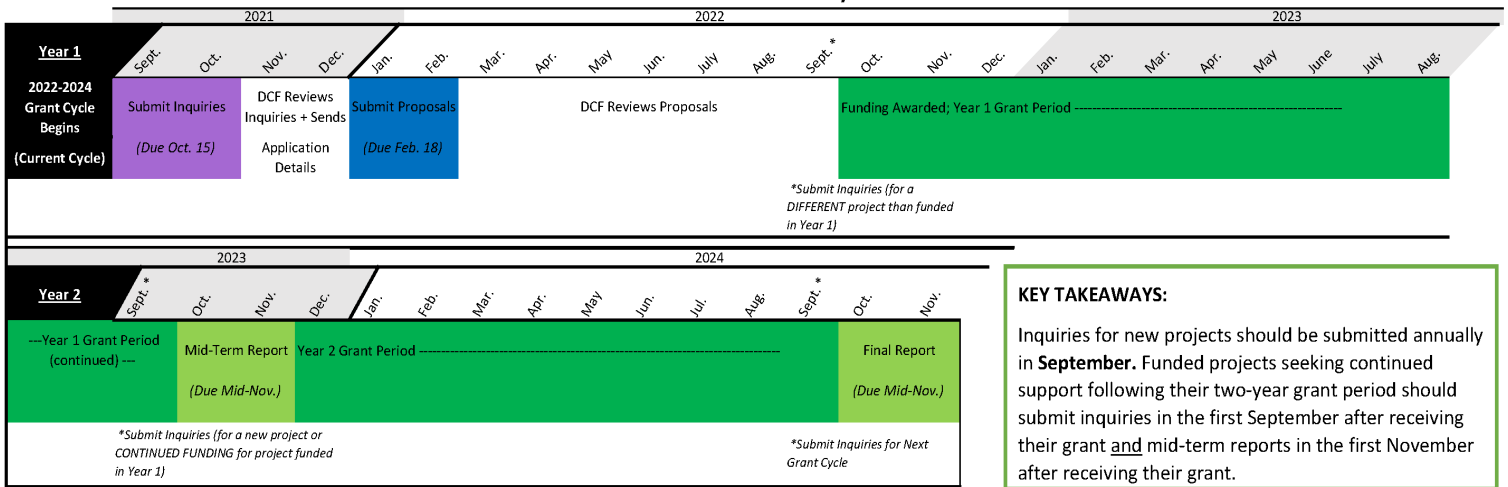 2021 2022 2023
Year 1
Sept. Oct. Nov. Dec. Jan. Feb. Mar. Apr. May Jun. July Aug. Sept.* Oct. Nov. Dec. Jan. Feb. Mar. Apr. May June July Aug.
2022-2024
Grant Cycle
Begins
(Current Cycle)
Submit Inquiries
(Due Oct. 15)
DCF Reviews
Inquiries + Sends
Application
Details
Submit Proposals
(Due Feb. 18)
DCF Reviews Proposals
Funding Awarded; Year 1 Grant Period ------------------------------------------------------------
*Submit Inquiries (for a
DIFFERENT project than funded
in Year 1)
2023 2024
Year 2
Sept.* Oct. Nov. Dec. Jan. Feb. Mar. Apr. May Jun. Jul. Aug. Sept.* Oct. Nov.
---Year 1 Grant Period
(continued) ---
Mid-Term Report
(Due Mid-Nov.)
Year 2 Grant Period ------------------------------------------------------------
Final Report
(Due Mid-Nov.)
*Submit Inquiries (for a new project or
CONTINUED FUNDING for project funded
in Year 1)
*Submit Inquiries for Next
Grant Cycle
KEY TAKEAWAYS:
Inquiries for new projects should be submitted annually
in September. Funded projects seeking continued
support following their two-year grant period should
submit inquiries in the first September after receiving
their grant and mid-term reports in the first November
after receiving their grant.